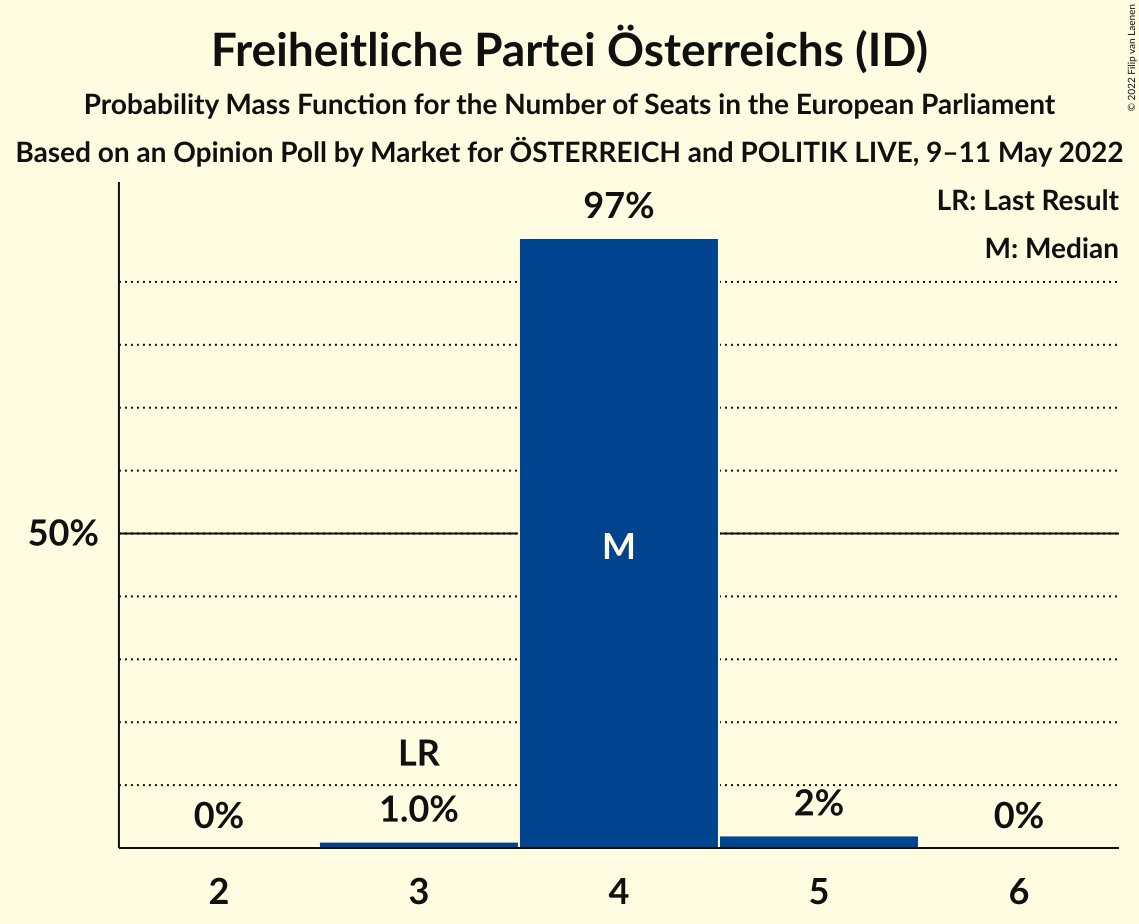 Freiheitliche Partei Österreichs (ID)
Probability Mass Function for the Number of Seats in the European Parliament
Based on an Opinion Poll by Market for ÖSTERREICH and POLITIK LIVE, 9–11 May 2022
© 2022 Filip van Laenen
LR: Last Result
M: Median
97%
50%
M
LR
0%
1.0%
2%
0%
2
3
4
5
6